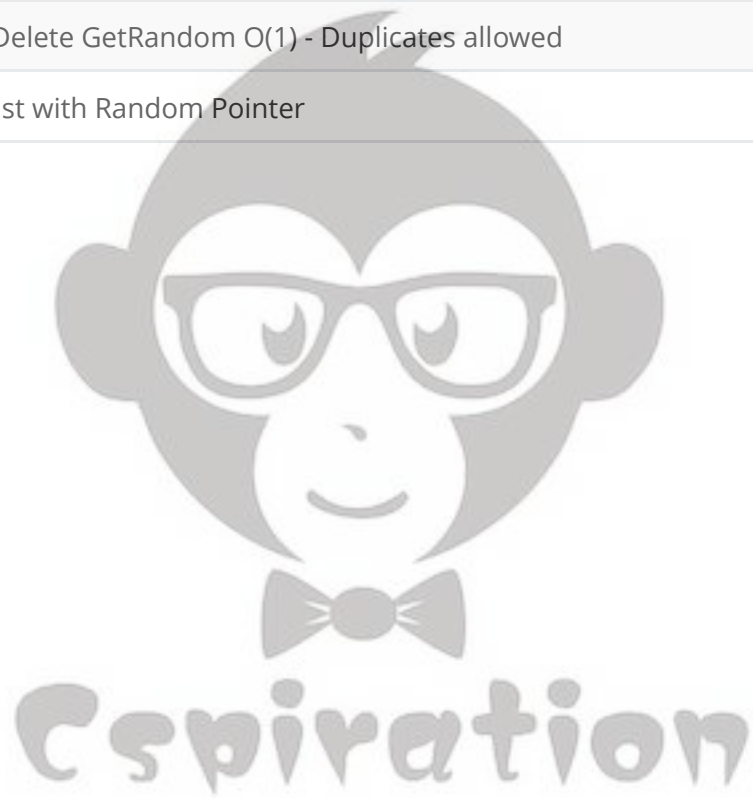 Delete GetRandom O(1) - Duplicates allowed
st with Random Pointer
Cspiration